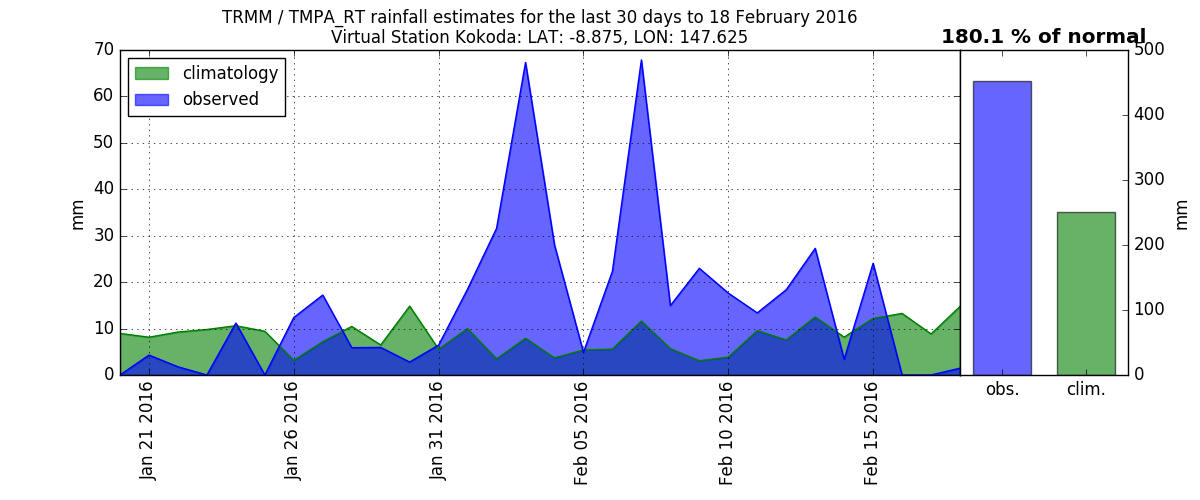 TRMM / TMPA_RT rainfall estimates for the last 30 days to 18 February 2016
Virtual Station Kokoda: LAT: -8.875, LON: 147.625
180.1 % of normal
climatology
observed
70
60
50
40
30
20
10
0
mm
Jan 21 2016
Jan 26 2016
Jan 31 2016
Feb 05 2016
Feb 10 2016
Feb 15 2016
500
400
300
200
100
0
mm
obs.
clim.